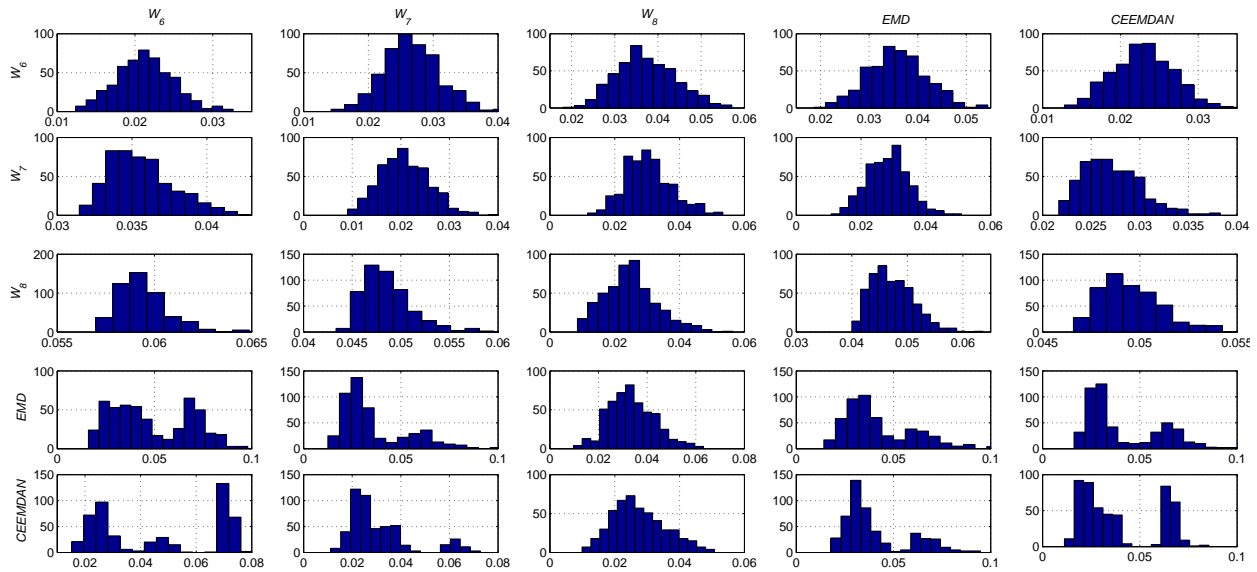 W6 W7 W8 EMD CEEMDAN
100 100 100 100 100
W6 50 50 50 50 50
0 0 0 0 0
0.01 0.02 0.03 0.01 0.02 0.03 0.04 0.02 0.03 0.04 0.05 0.06 0.02 0.03 0.04 0.05 0.01 0.02 0.03
100 100 100 100 100
W7 50 50 50 50 50
0 0 0 0 0
0.03 0.035 0.04 0 0.01 0.02 0.03 0.04 0 0.02 0.04 0.06 0 0.02 0.04 0.06 0.02 0.025 0.03 0.035 0.04
200 150 100 100 150
W8 100 100 50 50 100
50 50
0 0 0 0 0
0.055 0.06 0.065 0.04 0.045 0.05 0.055 0.06 0 0.02 0.04 0.06 0.03 0.04 0.05 0.06 0.045 0.05 0.055
100 150 100 150 150
EMD 50 100 50 100 100
50 50 50
0 0 0 0 0
0 0.05 0.1 0 0.05 0.1 0 0.02 0.04 0.06 0.08 0 0.05 0.1 0 0.05 0.1
150 150 100 150 100
CEEMDAN 100 100 50 100 50
50 50 50
0 0 0 0 0
0.02 0.04 0.06 0.08 0 0.02 0.04 0.06 0.08 0 0.02 0.04 0.06 0 0.05 0.1 0 0.05 0.1